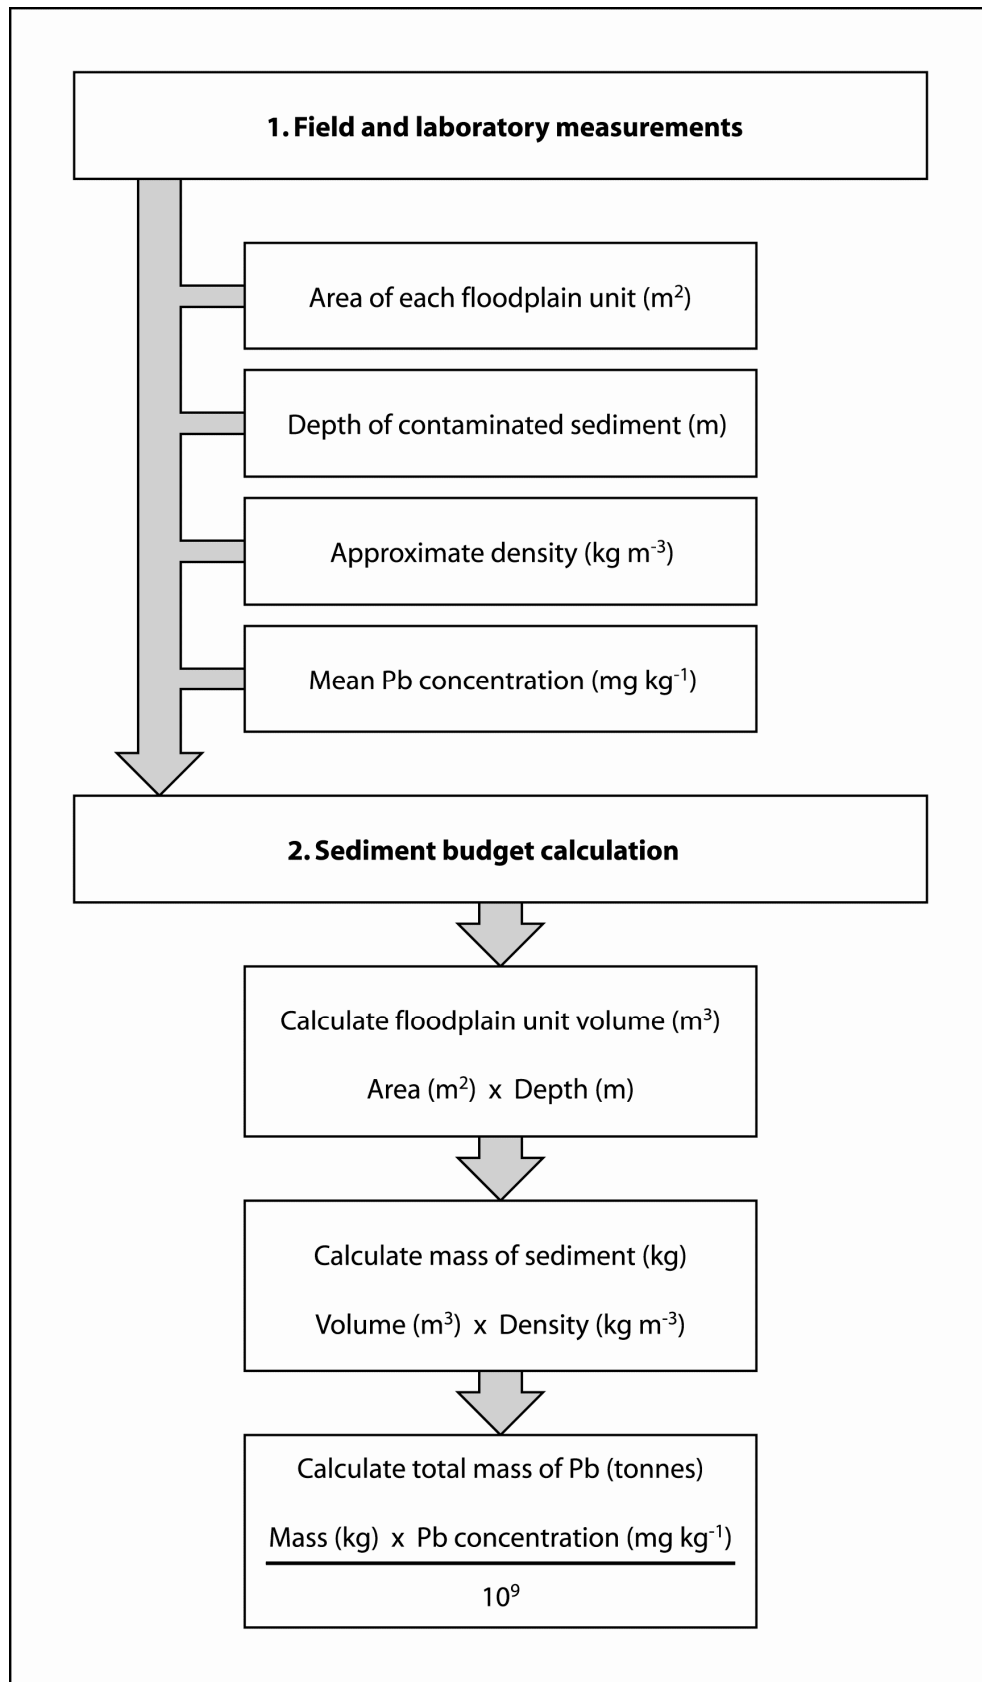 1. Field and laboratory measurements
Area of each floodplain unit (m²)
Depth of contaminated sediment (m)
Approximate density (kg m⁻³)
Mean Pb concentration (mg kg⁻¹)
2. Sediment budget calculation
Calculate floodplain unit volume (m³)
Area (m²) x Depth (m)
Calculate mass of sediment (kg)
Volume (m³) x Density (kg m⁻³)
Calculate total mass of Pb (tonnes)
Mass (kg) x Pb concentration (mg kg⁻¹)
10⁹